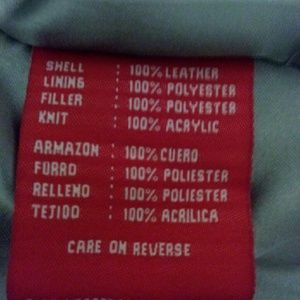 SHELL : 100% LEATHER
LINING : 100% POLYESTER
FILLER : 100% POLYESTER
KNIT : 100% ACRYLIC
ARMAZON : 100% CUERO
FURRO : 100% POLIESTER
RELLENO : 100% POLIESTER
TEJIDO : 100% ACRILICA
CARE ON REVERSE